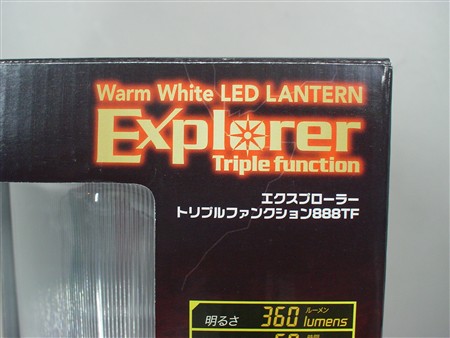 Warm White LED LANTERN
Explorer
Triple function
エクスプローラー
トリプルファンクション888TF
明るさ 360 ルーメン lumens